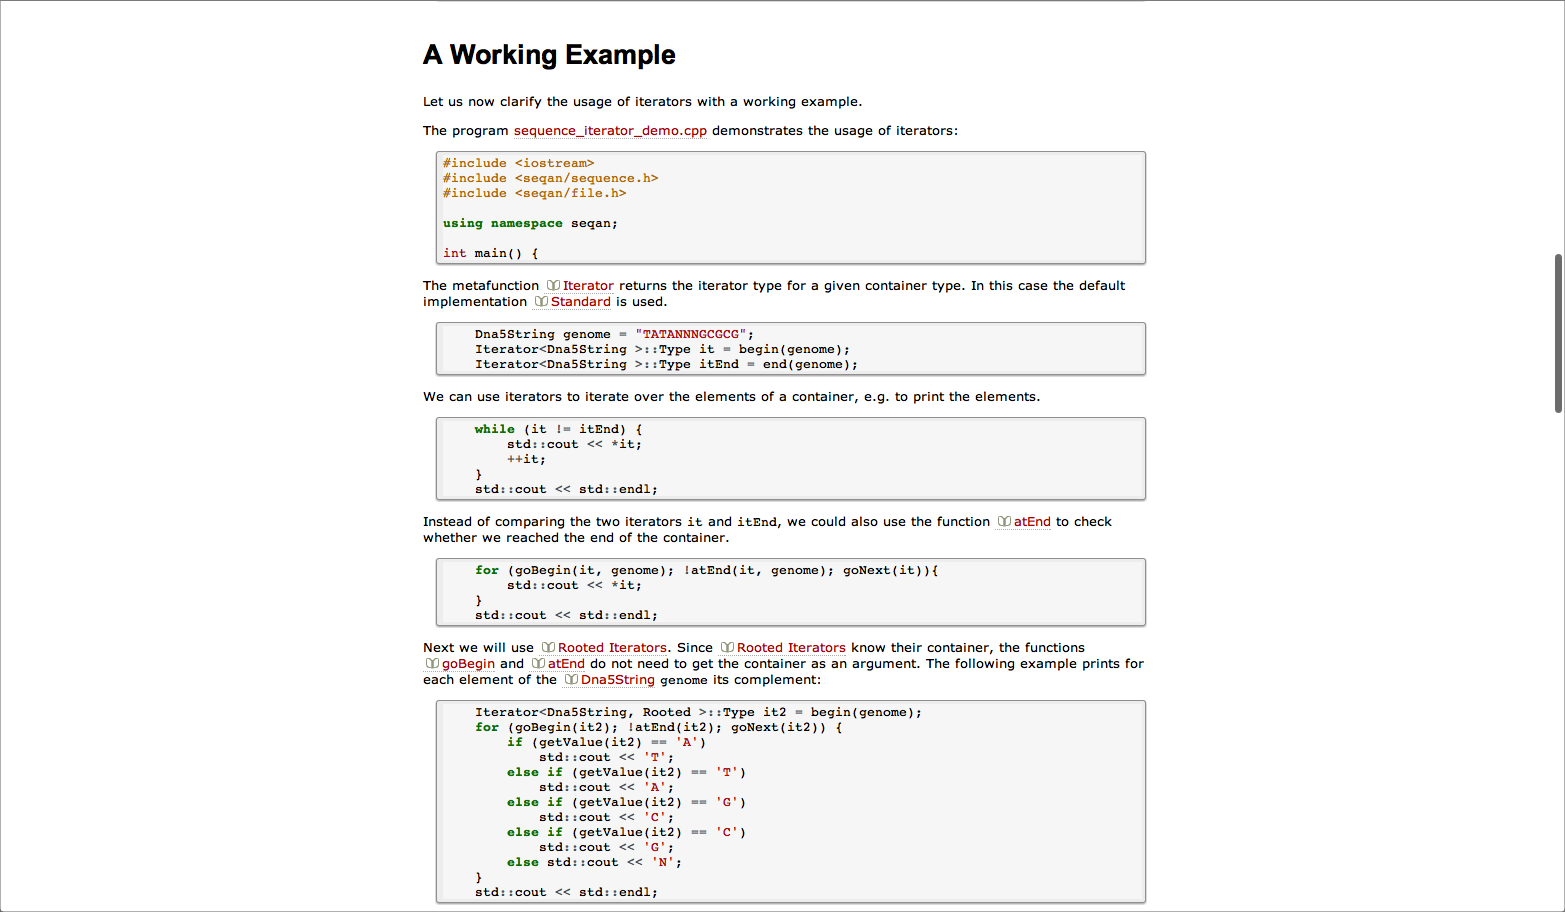 A Working Example
Let us now clarify the usage of iterators with a working example.
The program sequence_iterator_demo.cpp demonstrates the usage of iterators:
#include <iostream>
#include <seqan/sequence.h>
#include <seqan/file.h>
using namespace seqan;
int main() {
The metafunction Iterator returns the iterator type for a given container type. In this case the default
implementation Standard is used.
    Dna5String genome = "TATANNNGCGCG";
    Iterator<Dna5String >::Type it = begin(genome);
    Iterator<Dna5String >::Type itEnd = end(genome);
We can use iterators to iterate over the elements of a container, e.g. to print the elements.
    while (it != itEnd) {
        std::cout << *it;
        ++it;
    }
    std::cout << std::endl;
Instead of comparing the two iterators it and itEnd, we could also use the function atEnd to check
whether we reached the end of the container.
    for (goBegin(it, genome); !atEnd(it, genome); goNext(it)){
        std::cout << *it;
    }
    std::cout << std::endl;
Next we will use Rooted Iterators. Since Rooted Iterators know their container, the functions
goBegin and atEnd do not need to get the container as an argument. The following example prints for
each element of the Dna5String genome its complement:
    Iterator<Dna5String, Rooted >::Type it2 = begin(genome);
    for (goBegin(it2); !atEnd(it2); goNext(it2)) {
        if (getValue(it2) == 'A')
            std::cout << 'T';
        else if (getValue(it2) == 'T')
            std::cout << 'A';
        else if (getValue(it2) == 'G')
            std::cout << 'C';
        else if (getValue(it2) == 'C')
            std::cout << 'G';
        else std::cout << 'N';
    }
    std::cout << std::endl;